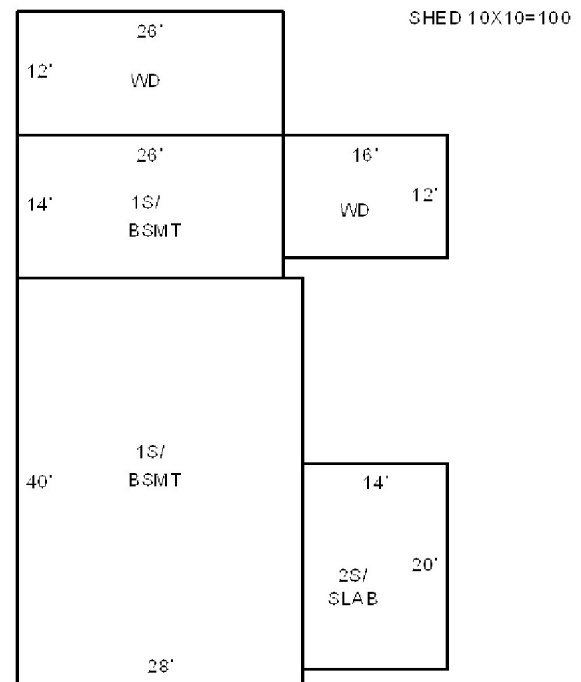 SHED 10X10=100
26'
12'
WD
26'
16'
14'
1S/
BSMT
WD
12'
1S/
BSMT
40'
14'
20'
2S/
SLAB
28'